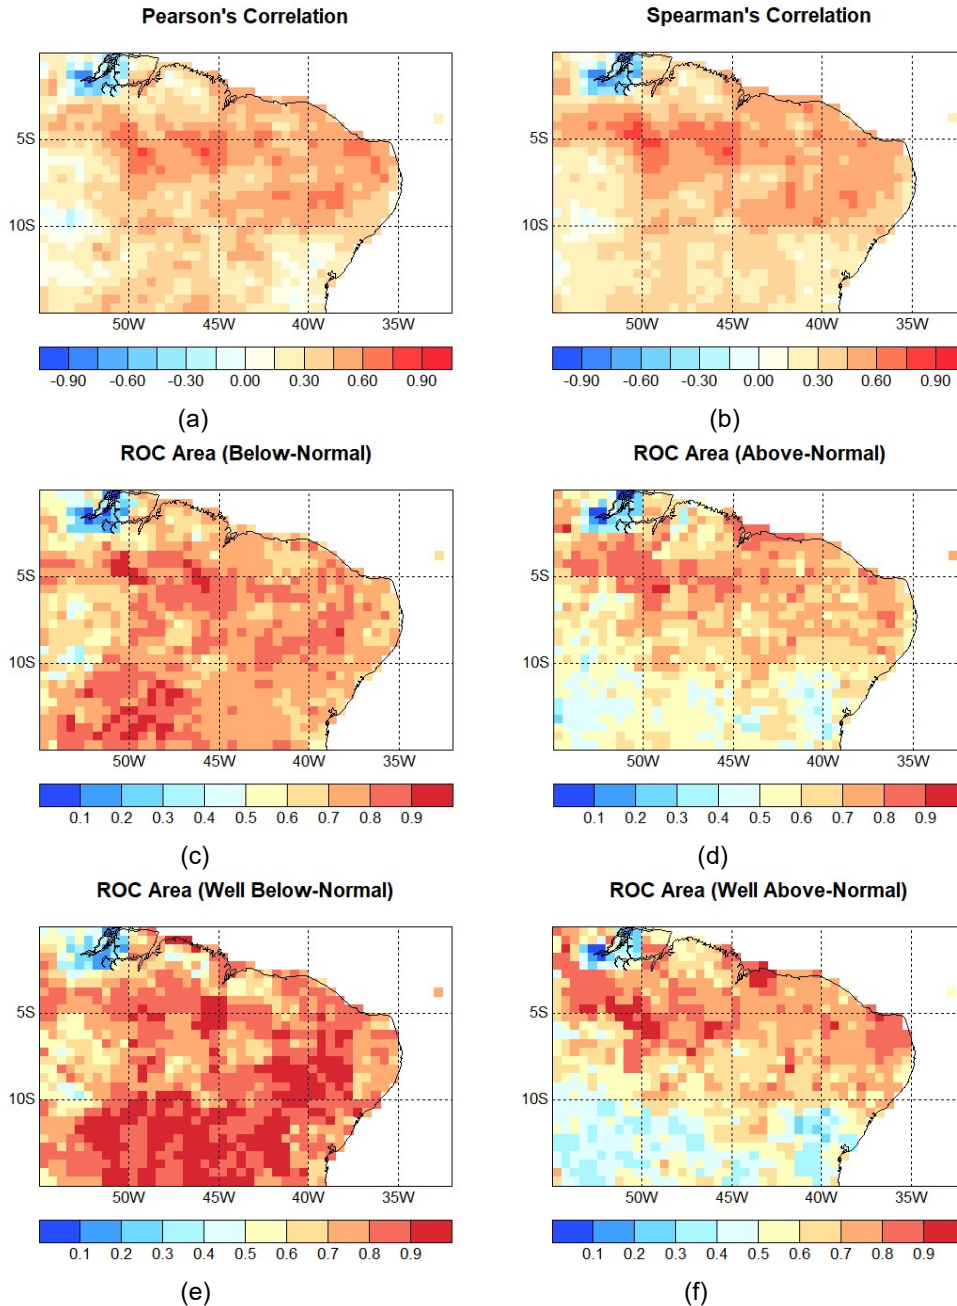 Pearson's Correlation
Spearman's Correlation
5S
10S
50W 45W 40W 35W
-0.90 -0.60 -0.30 0.00 0.30 0.60 0.90
(a)
5S
10S
50W 45W 40W 35W
-0.90 -0.60 -0.30 0.00 0.30 0.60 0.90
(b)
ROC Area (Below-Normal)
ROC Area (Above-Normal)
5S
10S
50W 45W 40W 35W
0.1 0.2 0.3 0.4 0.5 0.6 0.7 0.8 0.9
(c)
5S
10S
50W 45W 40W 35W
0.1 0.2 0.3 0.4 0.5 0.6 0.7 0.8 0.9
(d)
ROC Area (Well Below-Normal)
ROC Area (Well Above-Normal)
5S
10S
50W 45W 40W 35W
0.1 0.2 0.3 0.4 0.5 0.6 0.7 0.8 0.9
(e)
5S
10S
50W 45W 40W 35W
0.1 0.2 0.3 0.4 0.5 0.6 0.7 0.8 0.9
(f)